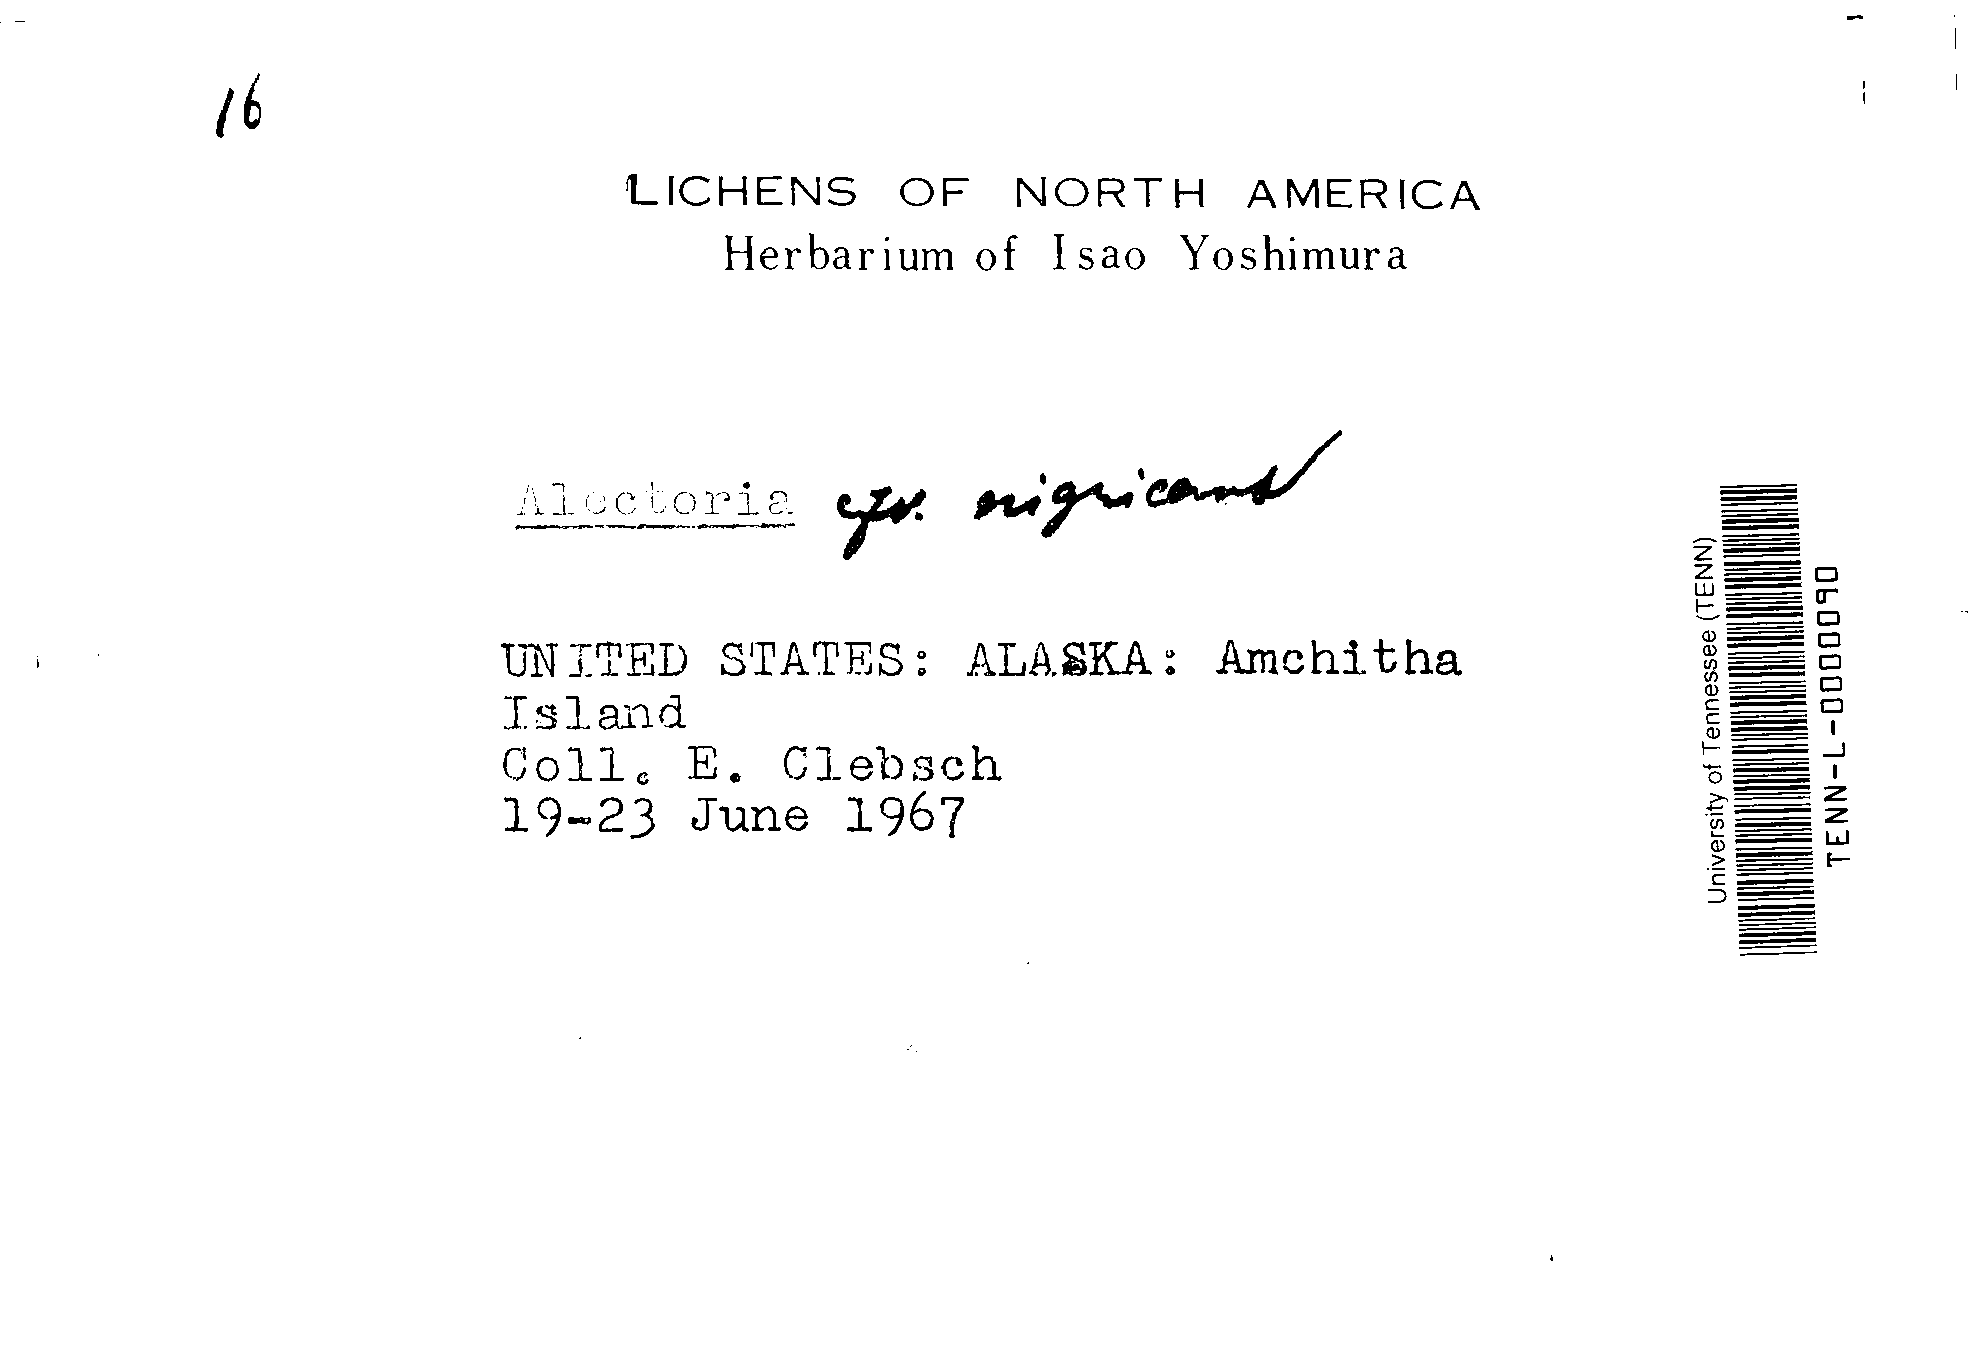 16
LICHENS OF NORTH AMERICA
Herbarium of Isao Yoshimura
Alectoria cfr. nigricans
UNITED STATES: ALASKA: Amchitha
Island
Coll. E. Clebsch
19-23 June 1967
University of Tennessee (TENN)
TENN-L-0000090